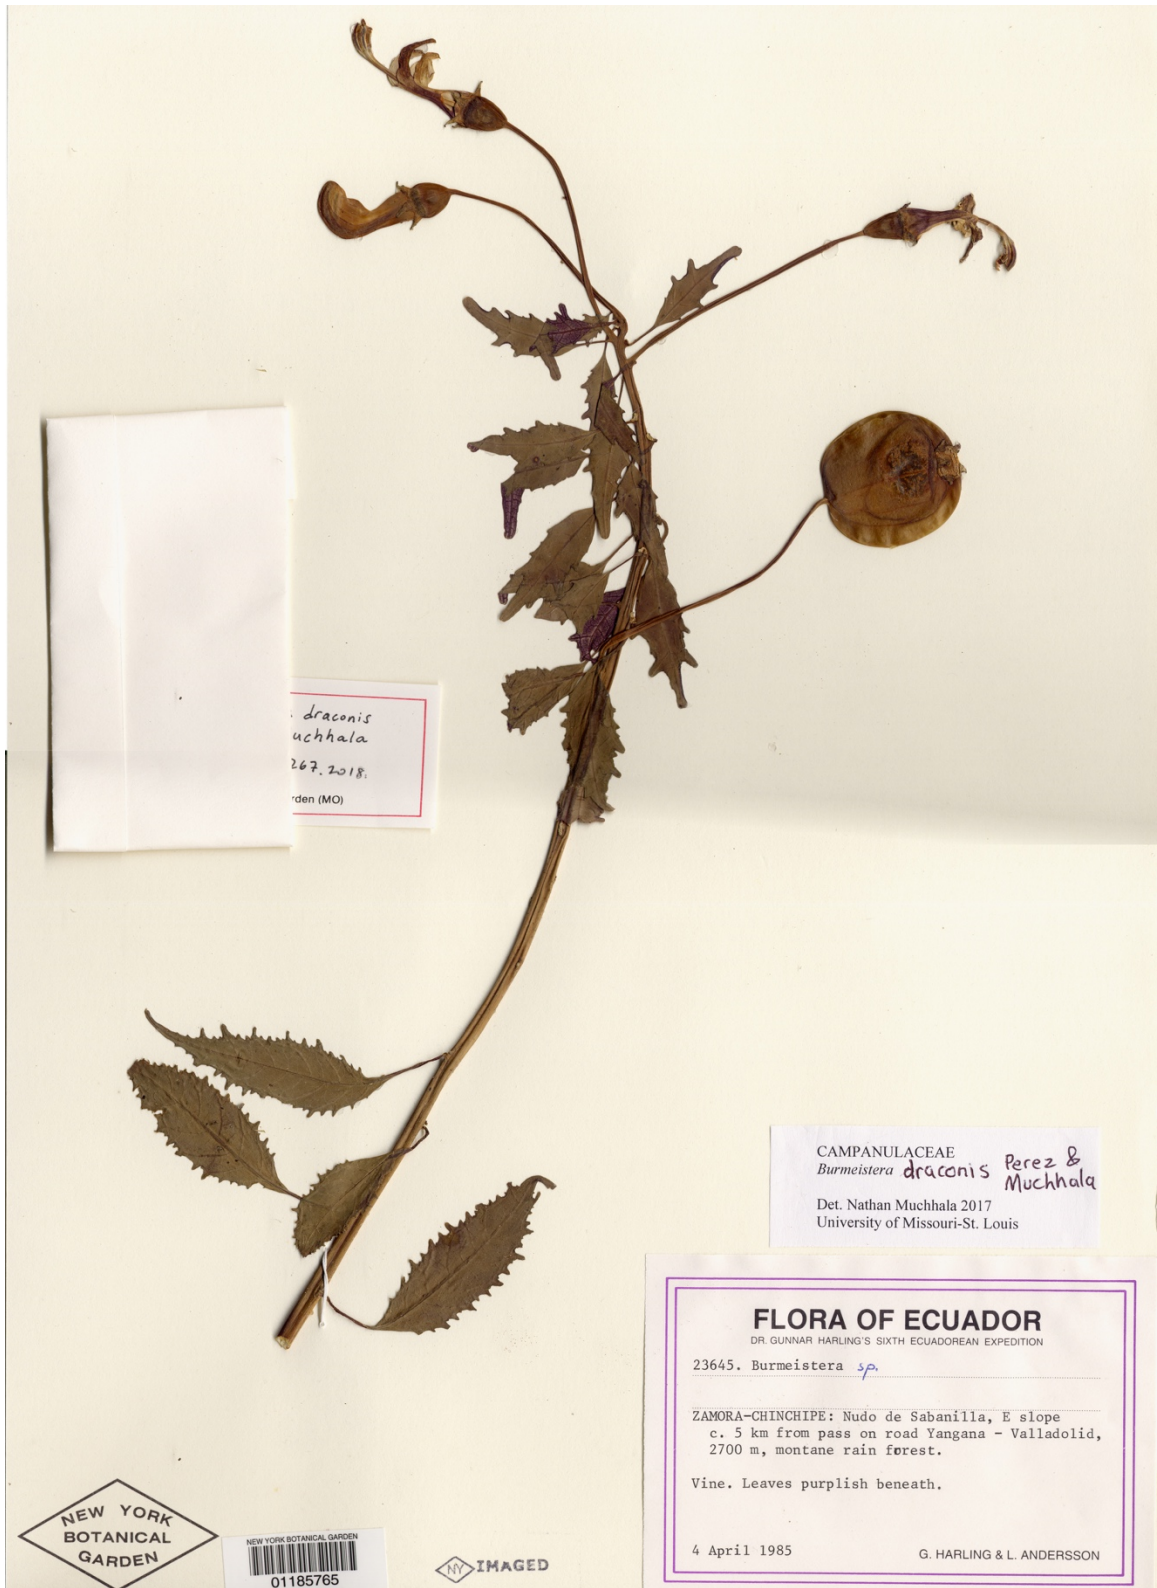 draconis
uchhala
267. 2018.
rden (MO)
CAMPANULACEAE
Burmeistera draconis Perez &
Muchhala
Det. Nathan Muchhala 2017
University of Missouri-St. Louis
FLORA OF ECUADOR
DR. GUNNAR HARLING'S SIXTH ECUADOREAN EXPEDITION
23645. Burmeistera sp.
ZAMORA-CHINCHIPE: Nudo de Sabanilla, E slope
c. 5 km from pass on road Yangana - Valladolid,
2700 m, montane rain forest.
Vine. Leaves purplish beneath.
4 April 1985
G. HARLING & L. ANDERSSON
NEW YORK
BOTANICAL
GARDEN
NEW YORK BOTANICAL GARDEN
01185765
NY IMAGED